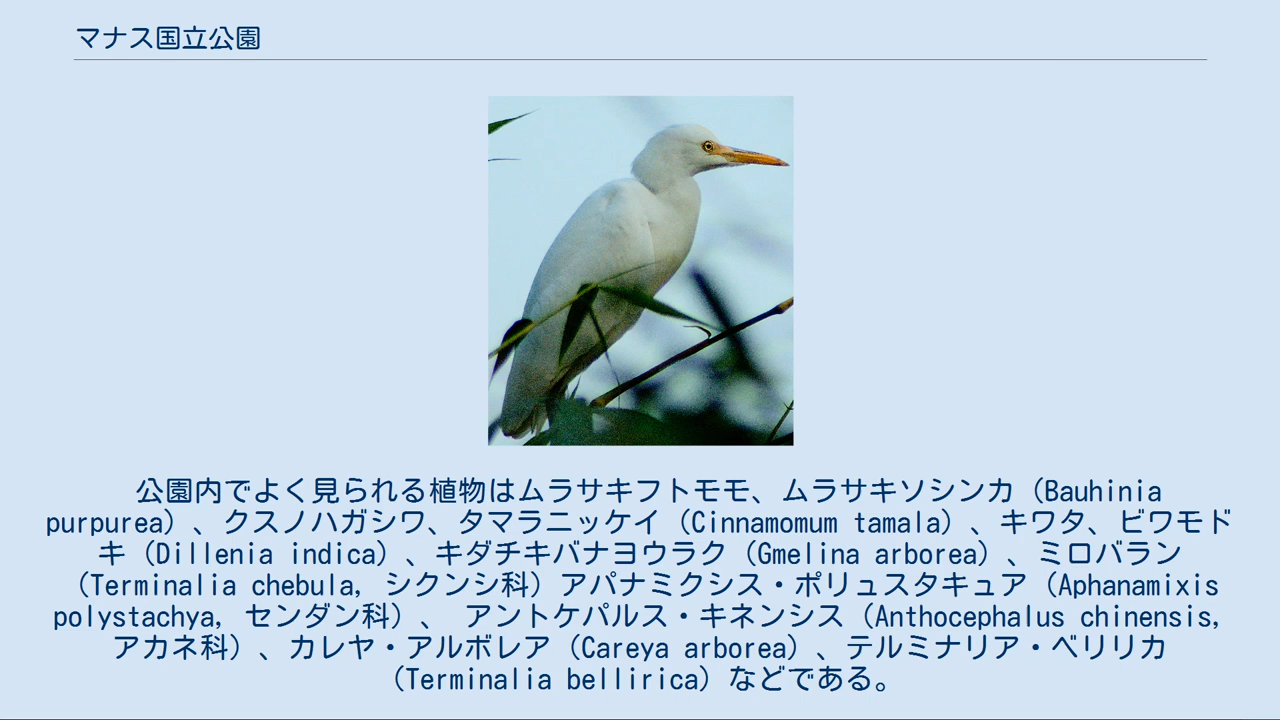 マナス国立公園
公園内でよく見られる植物はムラサキフトモモ、ムラサキソシンカ（Bauhinia
purpurea）、クスノハガシワ、タマラニッケイ（Cinnamomum tamala）、キワタ、ビワモド
キ（Dillenia indica）、キダチキバナヨウラク（Gmelina arborea）、ミロバラン
（Terminalia chebula, シクンシ科）アパナミクシス・ポリュスタキュア（Aphanamixis
polystachya, センダン科）、 アントケパルス・キネンシス（Anthocephalus chinensis,
アカネ科）、カレヤ・アルボレア（Careya arborea）、テルミナリア・ベリリカ
（Terminalia bellirica）などである。